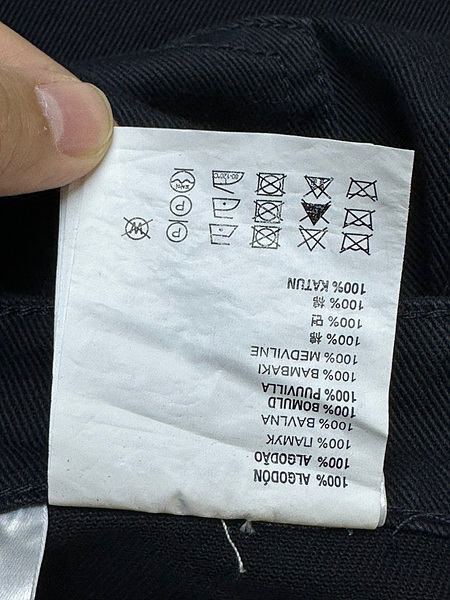 100% ALGODÓN
100% ALGODÃO
100% ПАМУК
100% BAVLNA
100% BOMULD
100% PUUVILLA
100% BAMBAKI
100% MEDVILNE
100% 棉
100% 면
100% 棉
100% KATUN
P W
P